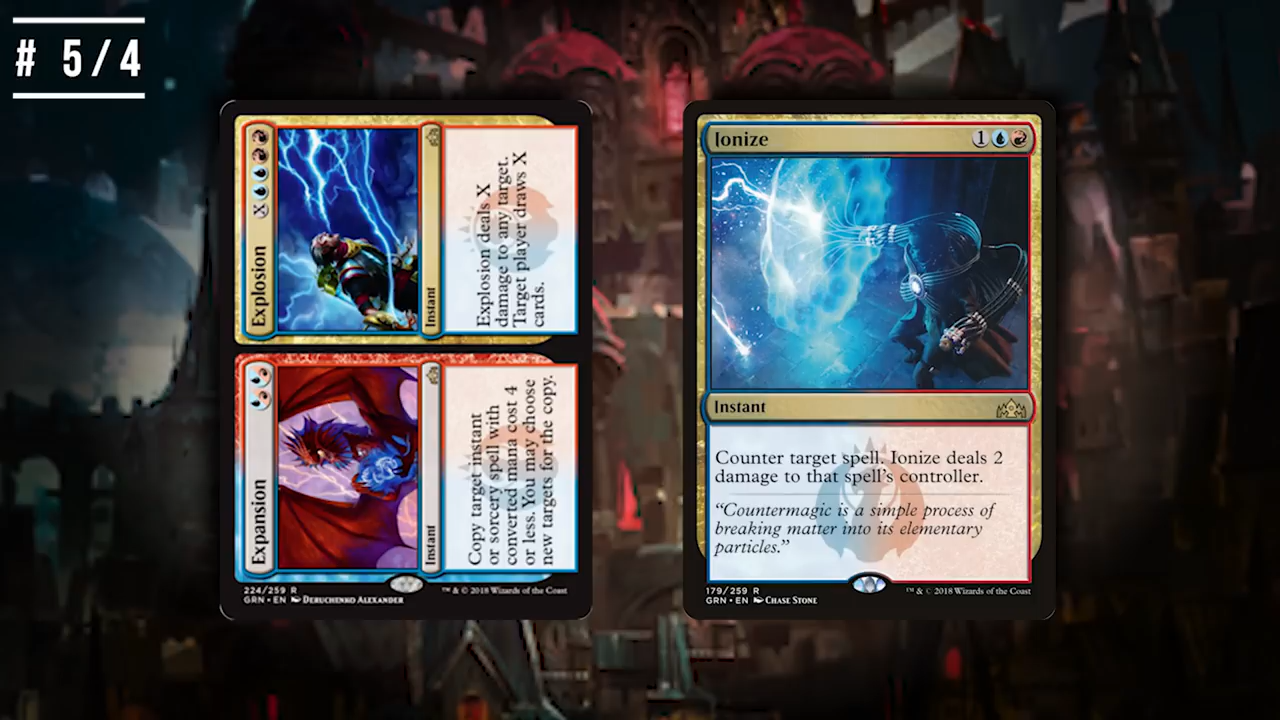 # 5/4
Explosion X
Instant
Explosion deals X
damage to any target.
Target player draws X
cards.
Expansion
Instant
Copy target instant
or sorcery spell with
converted mana cost 4
or less. You may choose
new targets for the copy.
224/259 R
GRN • EN Deruchenko Alexander
™ & © 2018 Wizards of the Coast
Ionize 1
Instant
Counter target spell. Ionize deals 2
damage to that spell's controller.
“Countermagic is a simple process of
breaking matter into its elementary
particles.”
179/259 R
GRN • EN Chase Stone
™ & © 2018 Wizards of the Coast